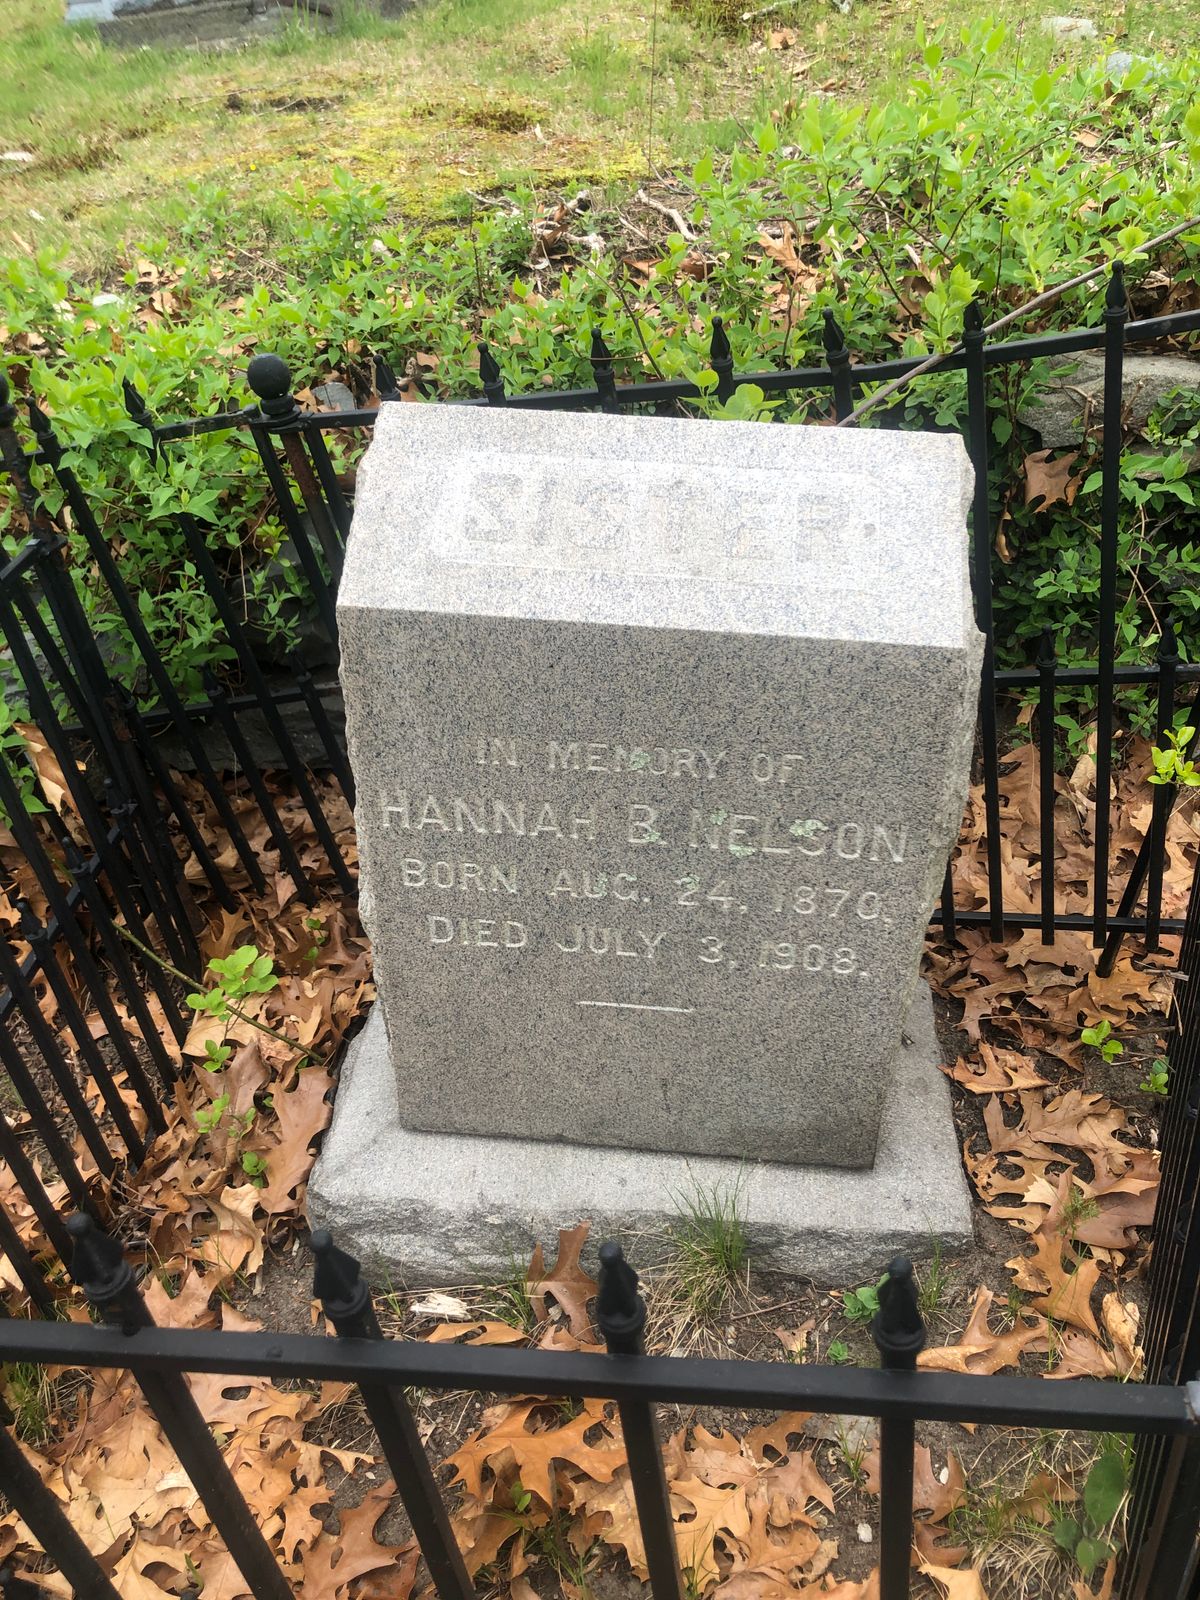 SISTER.
IN MEMORY OF
HANNAH B. NELSON
BORN AUG. 24, 1870,
DIED JULY 3, 1908.